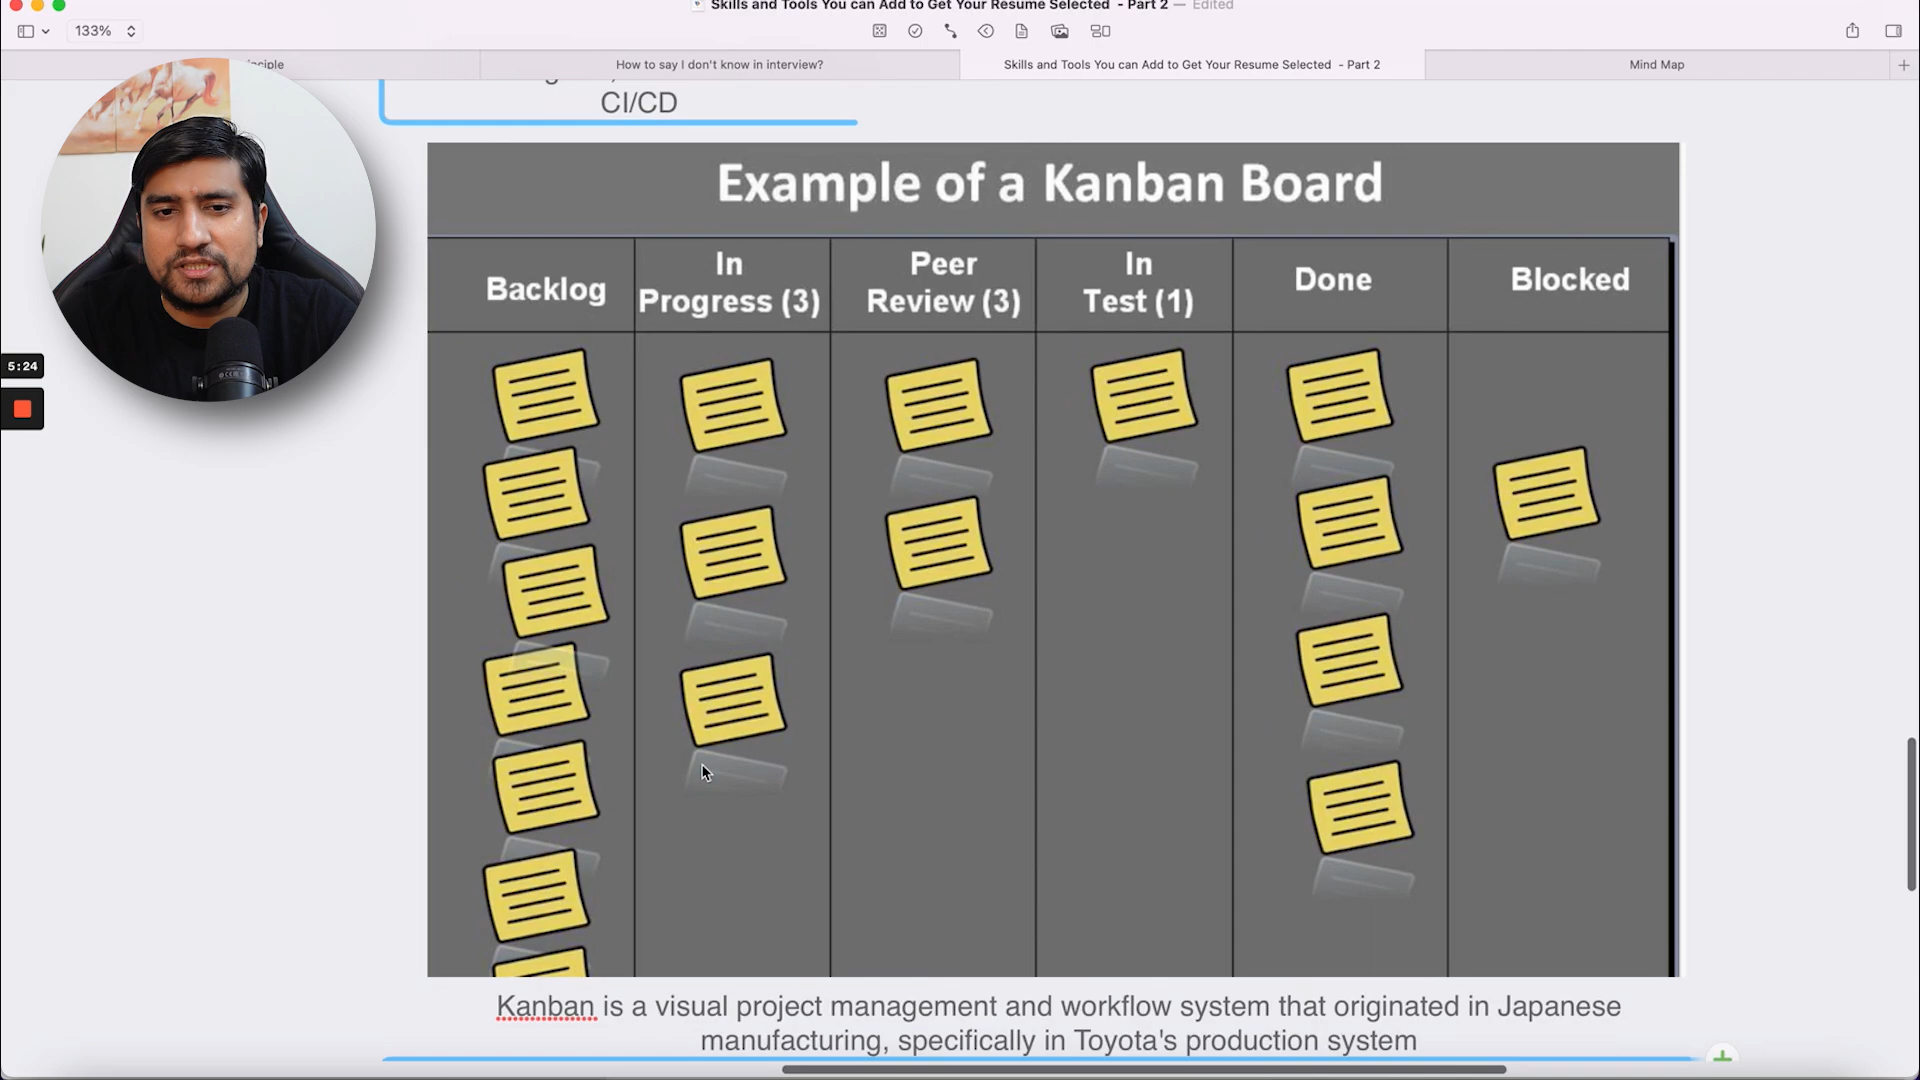 Skills and Tools You can Add to Get Your Resume Selected - Part 2 — Edited
133%
inciple
How to say I don't know in interview?
Skills and Tools You can Add to Get Your Resume Selected - Part 2
Mind Map
CI/CD
Example of a Kanban Board
Backlog
In
Progress (3)
Peer
Review (3)
In
Test (1)
Done
Blocked
5:24
Kanban is a visual project management and workflow system that originated in Japanese
manufacturing, specifically in Toyota's production system